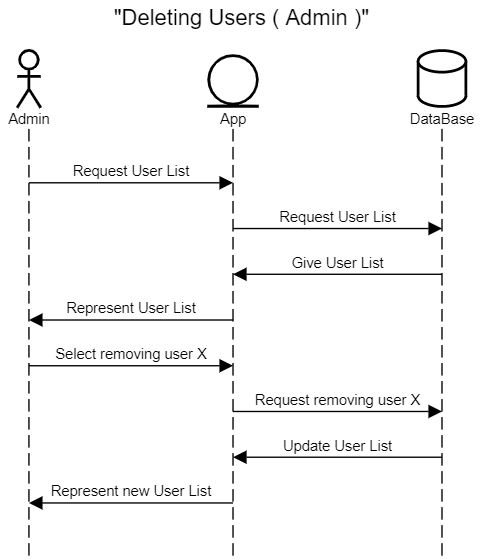 "Deleting Users ( Admin )"
Admin
App
DataBase
Request User List
Request User List
Give User List
Represent User List
Select removing user X
Request removing user X
Update User List
Represent new User List